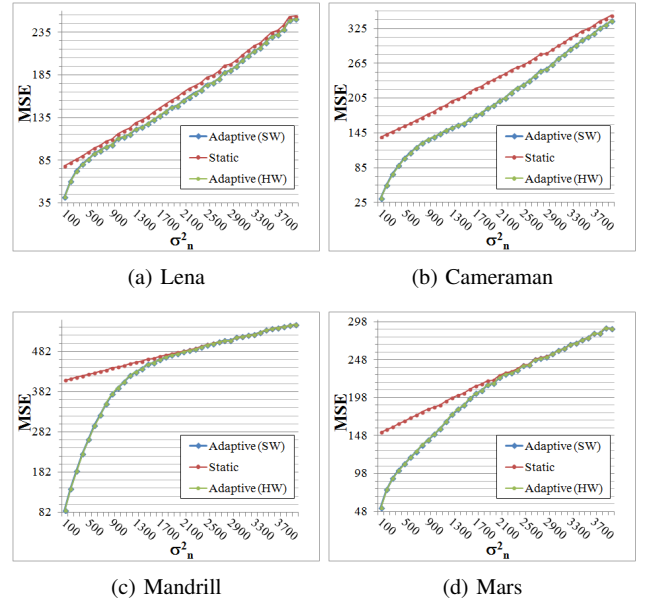 235
185
135
85
35
MSE
Adaptive (SW)
Static
Adaptive (HW)
100 500 900 1300 1700 2100 2500 2900 3300 3700
σ²ₙ
(a) Lena
325
265
205
145
85
25
MSE
Adaptive (SW)
Static
Adaptive (HW)
100 500 900 1300 1700 2100 2500 2900 3300 3700
σ²ₙ
(b) Cameraman
482
382
282
182
82
MSE
Adaptive (SW)
Static
Adaptive (HW)
100 500 900 1300 1700 2100 2500 2900 3300 3700
σ²ₙ
(c) Mandrill
298
248
198
148
98
48
MSE
Adaptive (SW)
Static
Adaptive (HW)
100 500 900 1300 1700 2100 2500 2900 3300 3700
σ²ₙ
(d) Mars